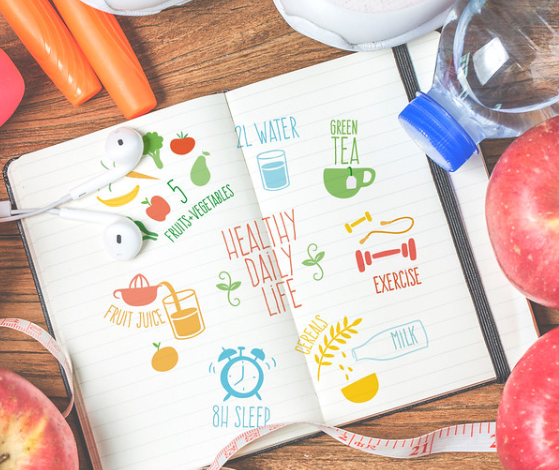 2L WATER
GREEN
TEA
5
FRUITS+VEGETABLES
HEALTHY
DAILY
LIFE
EXERCISE
FRUIT JUICE
CEREALS
MILK
8H SLEEP